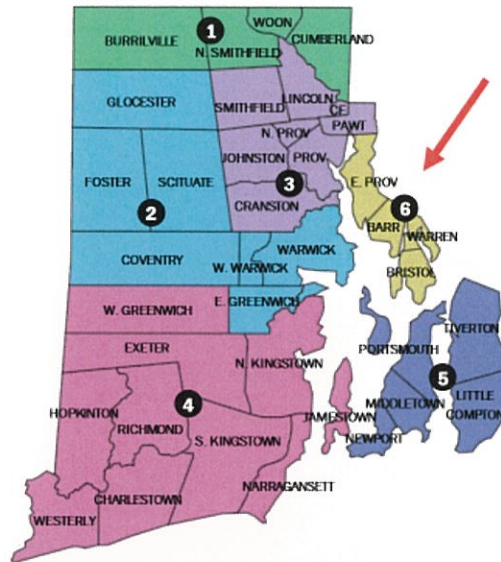 BURRILVILLE
1
WOON
CUMBERLAND
N. SMITHFIELD
GLOCESTER
SMITHFIELD
LINCOLN
CF
PAWT
N. PROV
JOHNSTON
PROV
FOSTER
SCITUATE
3
E. PROV
2
CRANSTON
6
BARR
WARREN
COVENTRY
W. WARWICK
WARWICK
BRISTOL
E. GREENWICH
W. GREENWICH
EXETER
N. KINGSTOWN
PORTSMOUTH
TIVERTON
5
HOPKINTON
4
RICHMOND
S. KINGSTOWN
JAMESTOWN
MIDDLETOWN
LITTLE
COMPTON
NEWPORT
NARRAGANSETT
CHARLESTOWN
WESTERLY